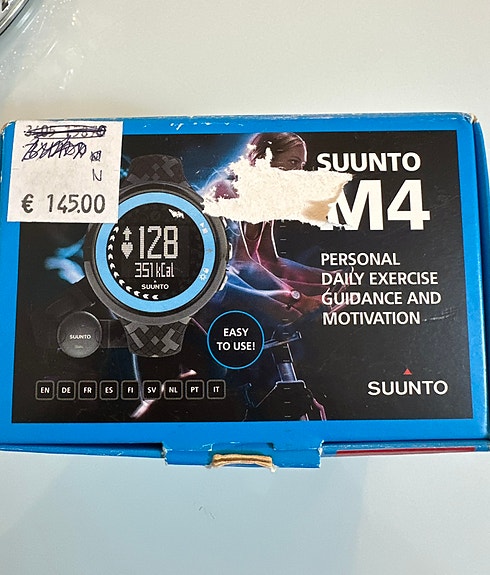 N
€ 145.00
SUUNTO
M4
PERSONAL
DAILY EXERCISE
GUIDANCE AND
MOTIVATION
128
351 kCal
SUUNTO
SUUNTO
EASY
TO USE!
SUUNTO
EN DE FR ES FI SV NL PT IT